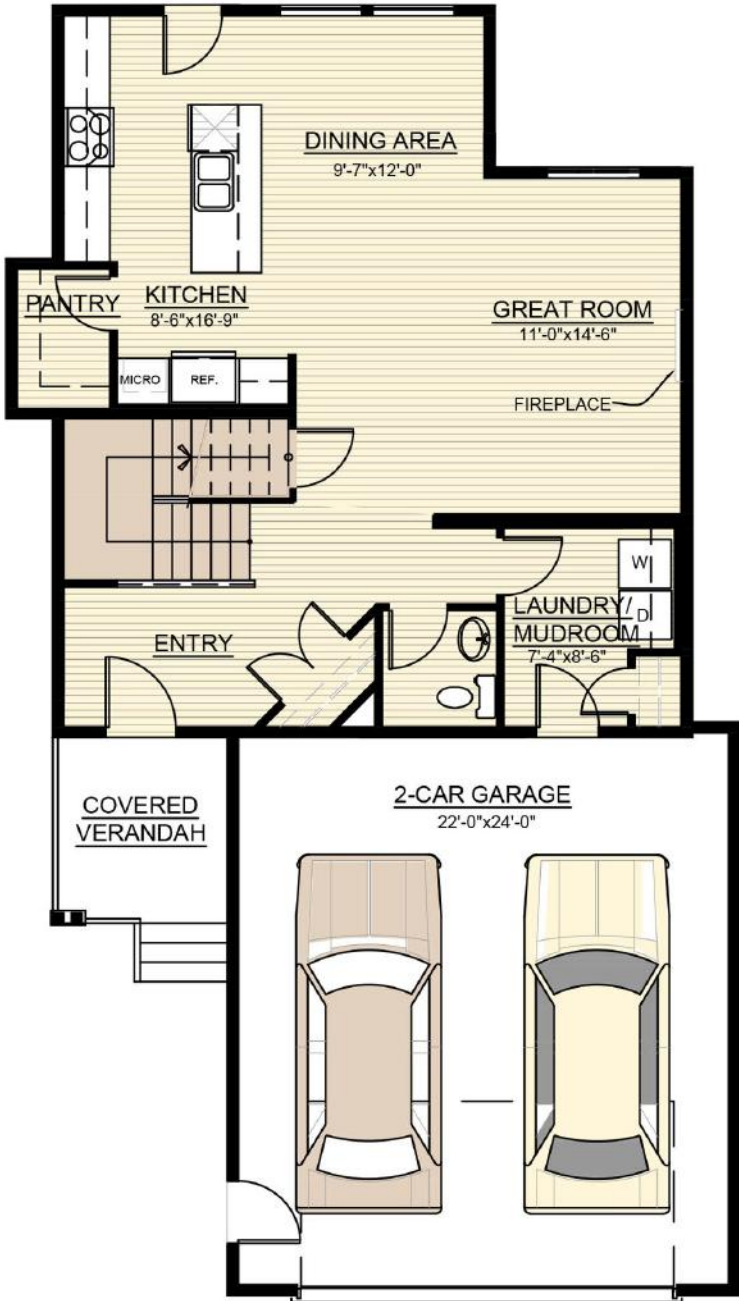 DINING AREA
9'-7"x12'-0"
PANTRY
KITCHEN
8'-6"x16'-9"
GREAT ROOM
11'-0"x14'-6"
MICRO
REF.
FIREPLACE
W
D
LAUNDRY/
MUDROOM
7'-4"x8'-6"
ENTRY
COVERED
VERANDAH
2-CAR GARAGE
22'-0"x24'-0"